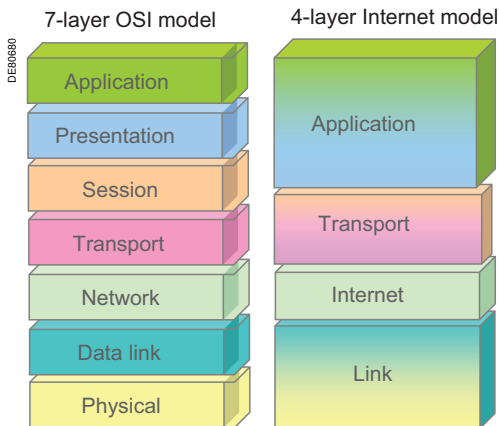 7-layer OSI model
4-layer Internet model
DE80680
Application
Presentation
Session
Transport
Network
Data link
Physical
Application
Transport
Internet
Link